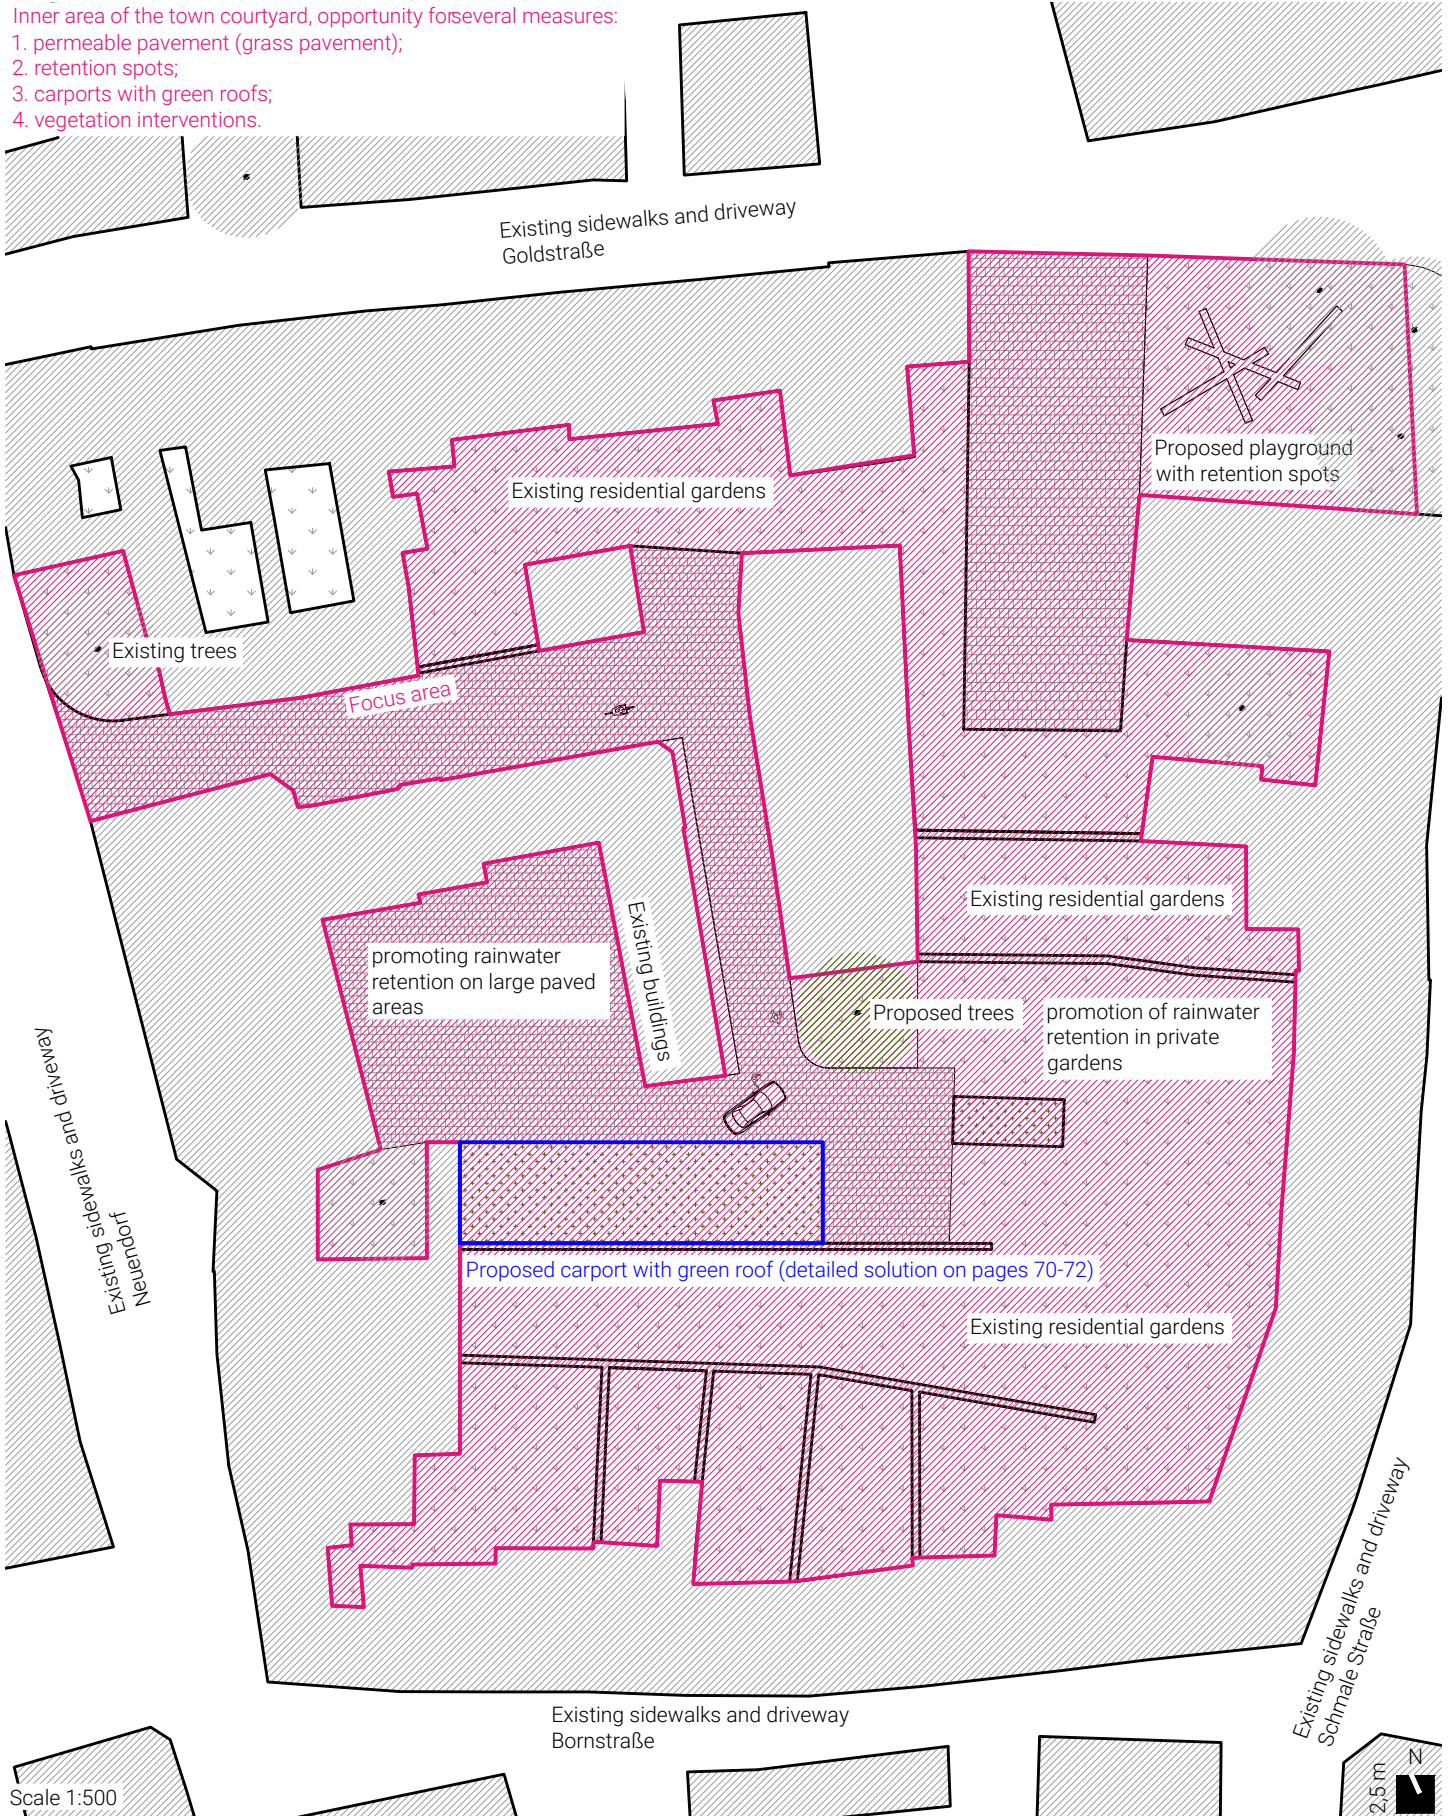 Inner area of the town courtyard, opportunity forseveral measures:
1. permeable pavement (grass pavement);
2. retention spots;
3. carports with green roofs;
4. vegetation interventions.
Existing sidewalks and driveway
Goldstraße
Proposed playground
with retention spots
Existing residential gardens
Existing trees
Focus area
Existing residential gardens
Existing buildings
promoting rainwater
retention on large paved
areas
Proposed trees
promotion of rainwater
retention in private
gardens
Existing sidewalks and driveway
Neuendorf
Proposed carport with green roof (detailed solution on pages 70-72)
Existing residential gardens
Existing sidewalks and driveway
Schmale Straße
Existing sidewalks and driveway
Bornstraße
Scale 1:500
2,5 m
N